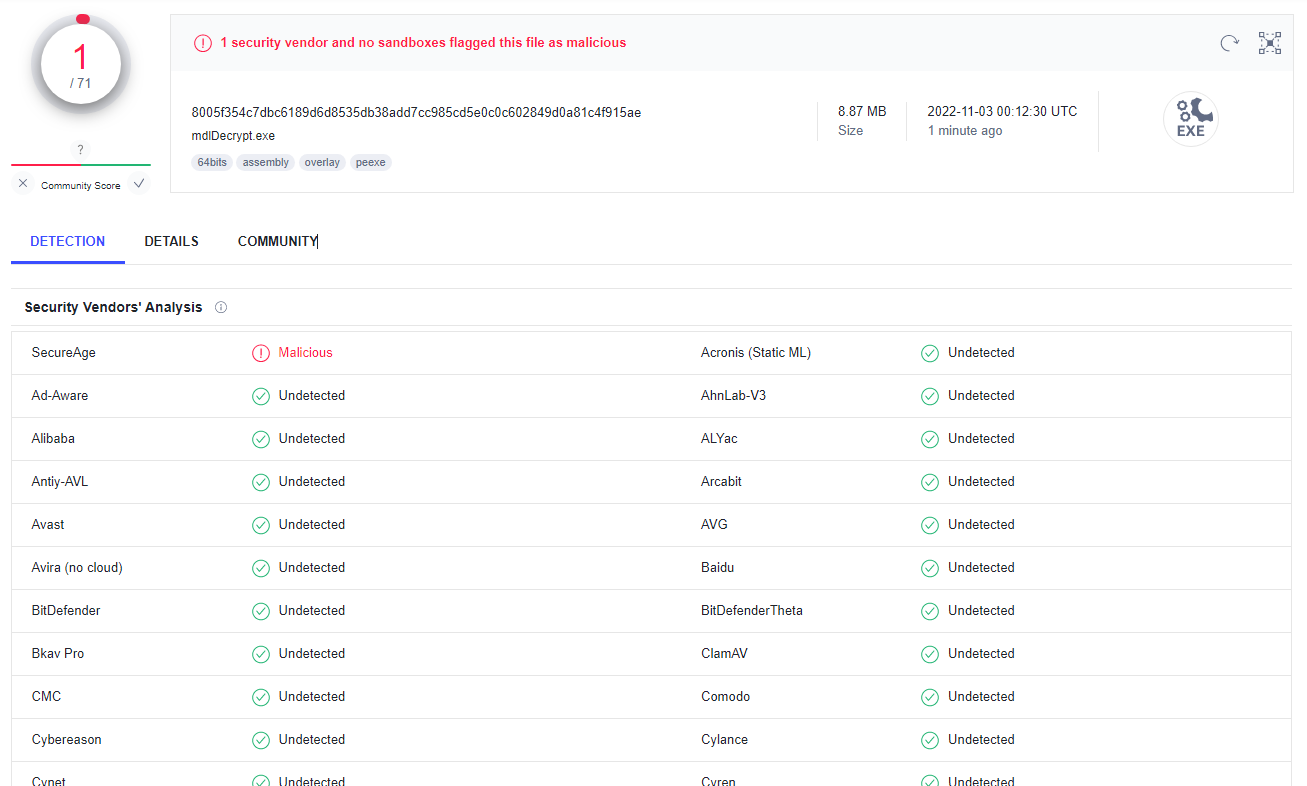 1
/ 71
?
Community Score
1 security vendor and no sandboxes flagged this file as malicious
8005f354c7dbc6189d6d8535db38add7cc985cd5e0c0c602849d0a81c4f915ae
mdlDecrypt.exe
64bits assembly overlay peexe
8.87 MB
Size
2022-11-03 00:12:30 UTC
1 minute ago
EXE
DETECTION DETAILS COMMUNITY
Security Vendors' Analysis
SecureAge Malicious Acronis (Static ML) Undetected
Ad-Aware Undetected AhnLab-V3 Undetected
Alibaba Undetected ALYac Undetected
Antiy-AVL Undetected Arcabit Undetected
Avast Undetected AVG Undetected
Avira (no cloud) Undetected Baidu Undetected
BitDefender Undetected BitDefenderTheta Undetected
Bkav Pro Undetected ClamAV Undetected
CMC Undetected Comodo Undetected
Cybereason Undetected Cylance Undetected
Cynet Undetected Cyren Undetected